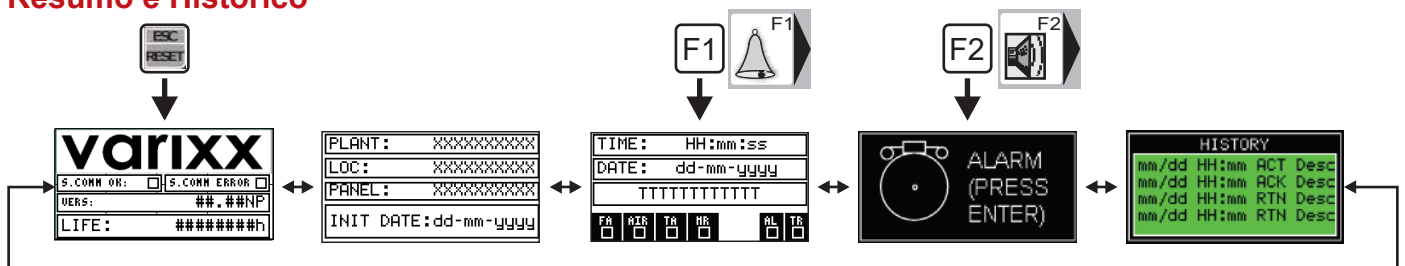 Resumo e Histórico
ESC
RESET
F1
F1
F2
F2
varixx
S.COMM OK:
S.COMM ERROR
VERS: ##.##NP
LIFE: ########h
PLANT: XXXXXXXXXX
LOC: XXXXXXXXXX
PANEL: XXXXXXXXXX
INIT DATE:dd-mm-yyyy
TIME: HH:mm:ss
DATE: dd-mm-yyyy
TTTTTTTTTTTT
FA AIR TA MR AL TR
ALARM
(PRESS
ENTER)
HISTORY
mm/dd HH:mm ACT Desc
mm/dd HH:mm ACK Desc
mm/dd HH:mm RTN Desc
mm/dd HH:mm RTN Desc